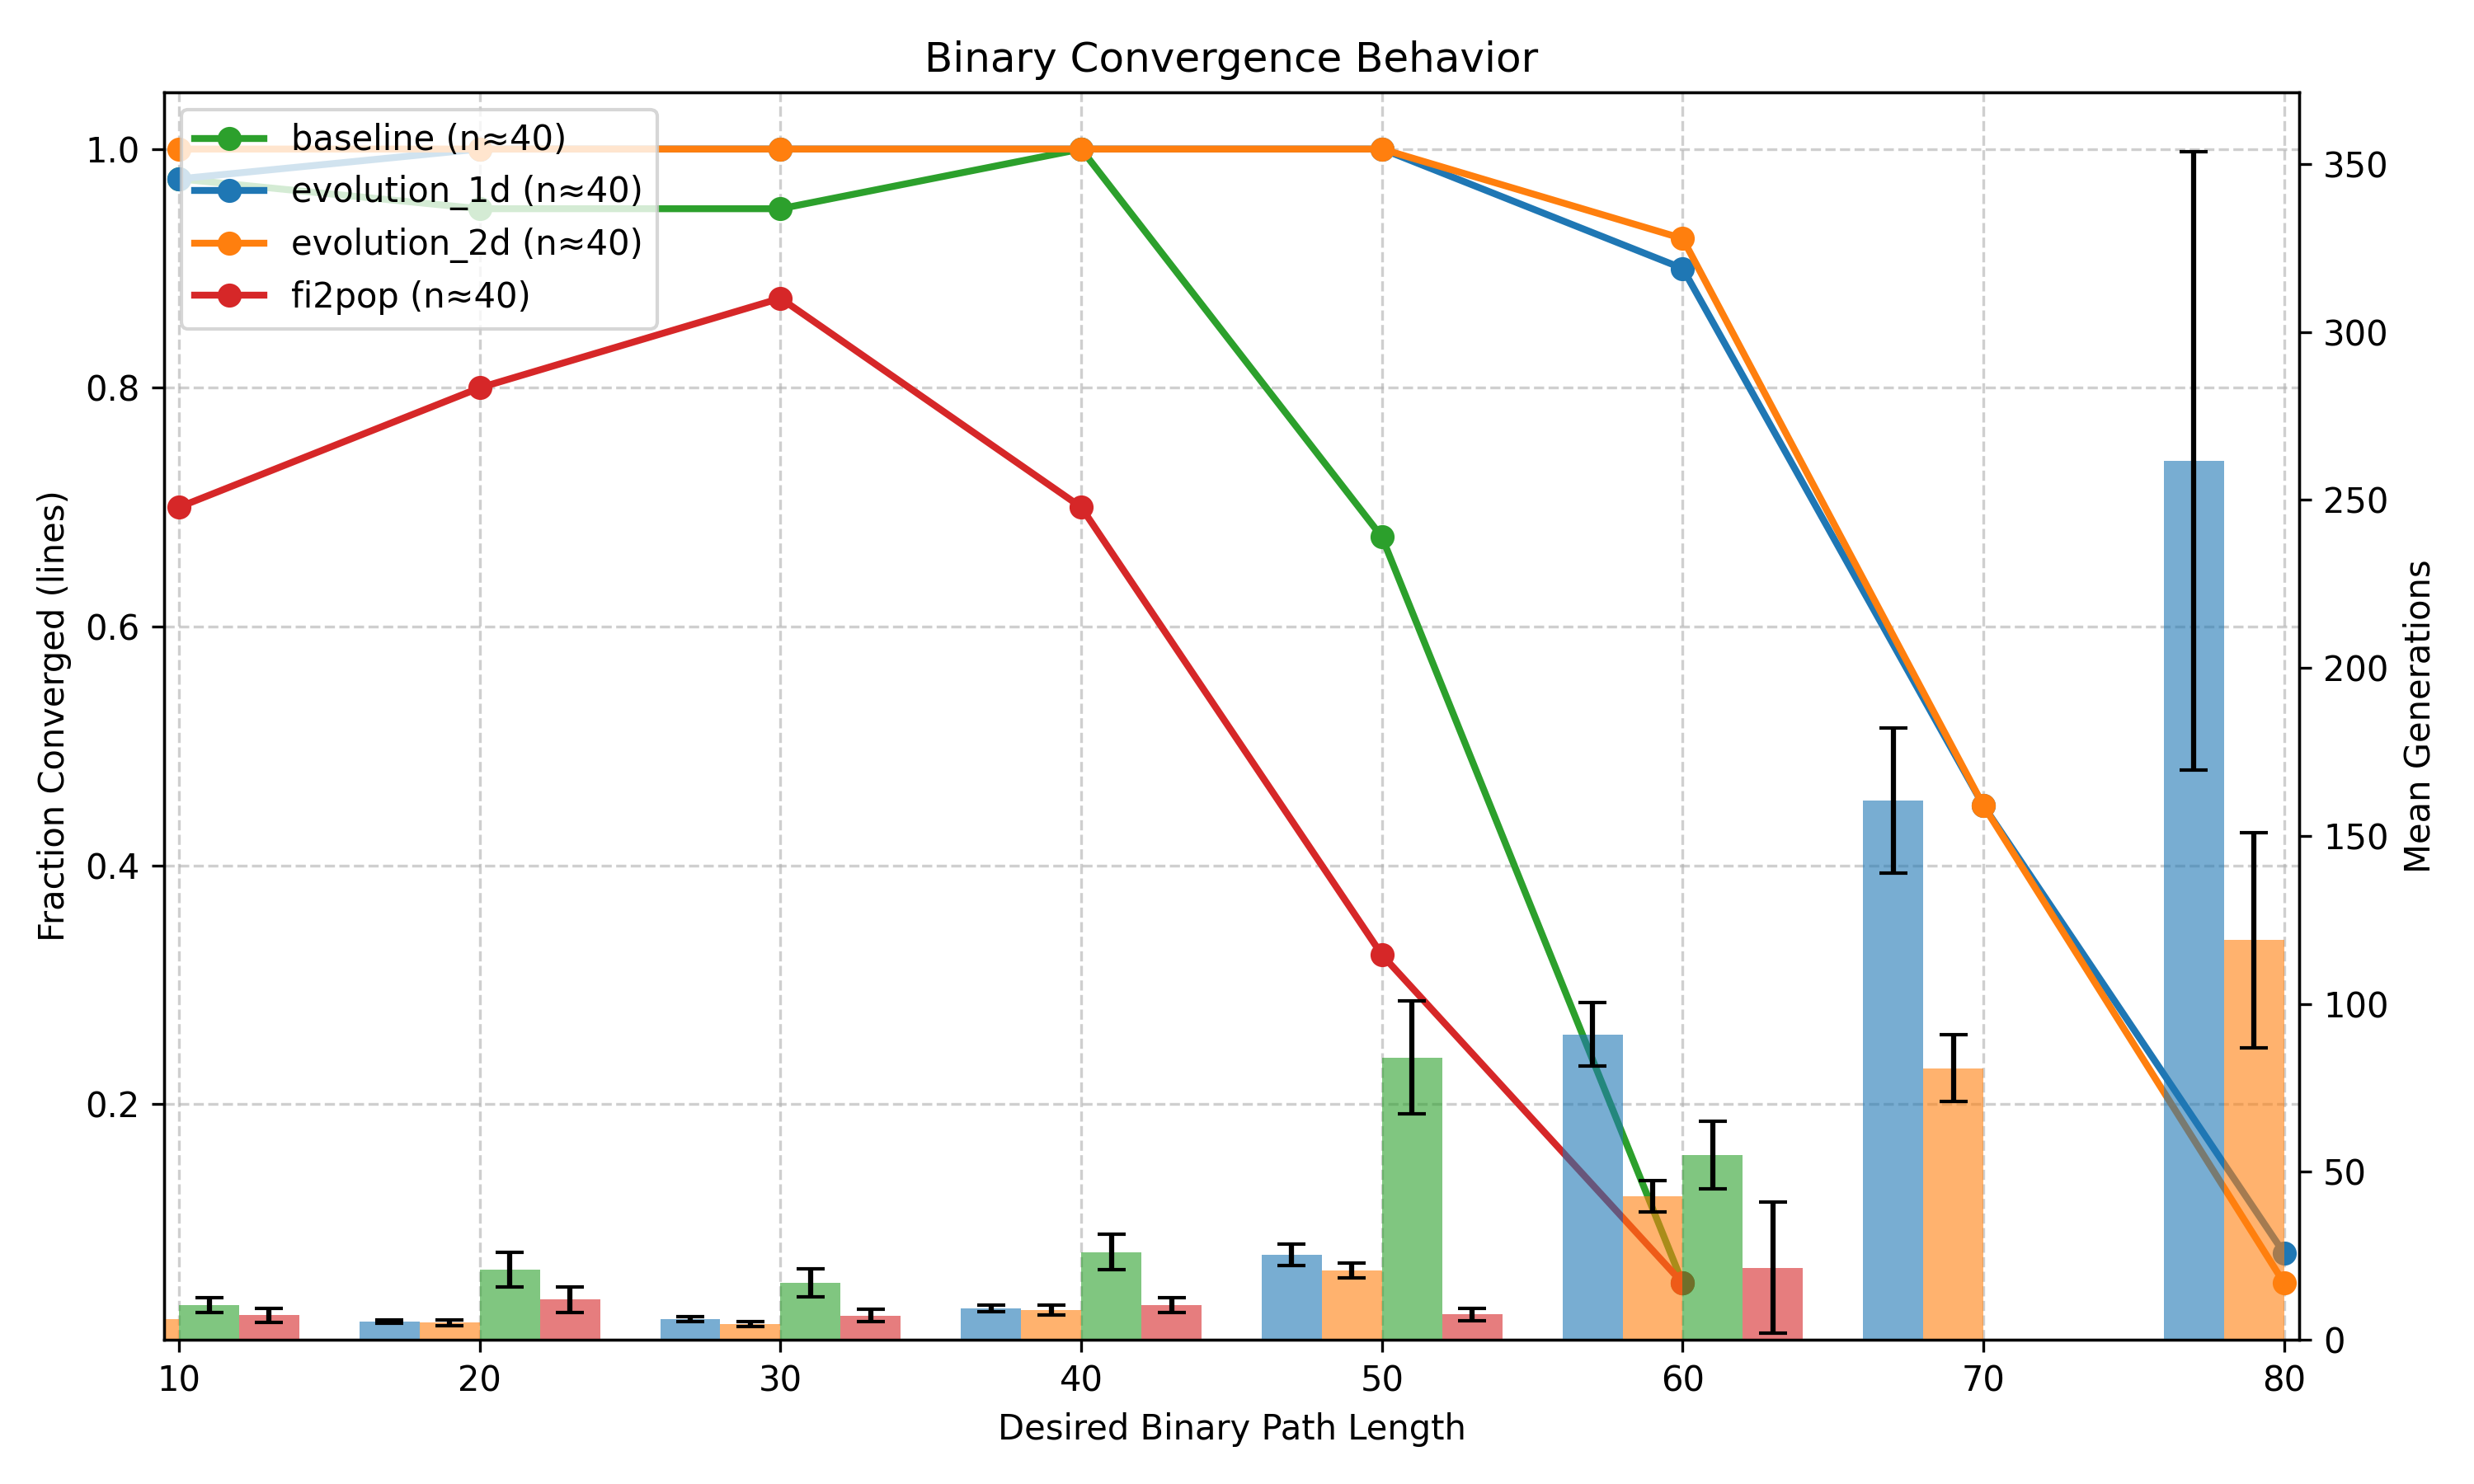 Binary Convergence Behavior
baseline (n≈40)
evolution_1d (n≈40)
evolution_2d (n≈40)
fi2pop (n≈40)
Fraction Converged (lines)
1.0
0.8
0.6
0.4
0.2
350
300
250
200
150
100
50
0
Mean Generations
10 20 30 40 50 60 70 80
Desired Binary Path Length